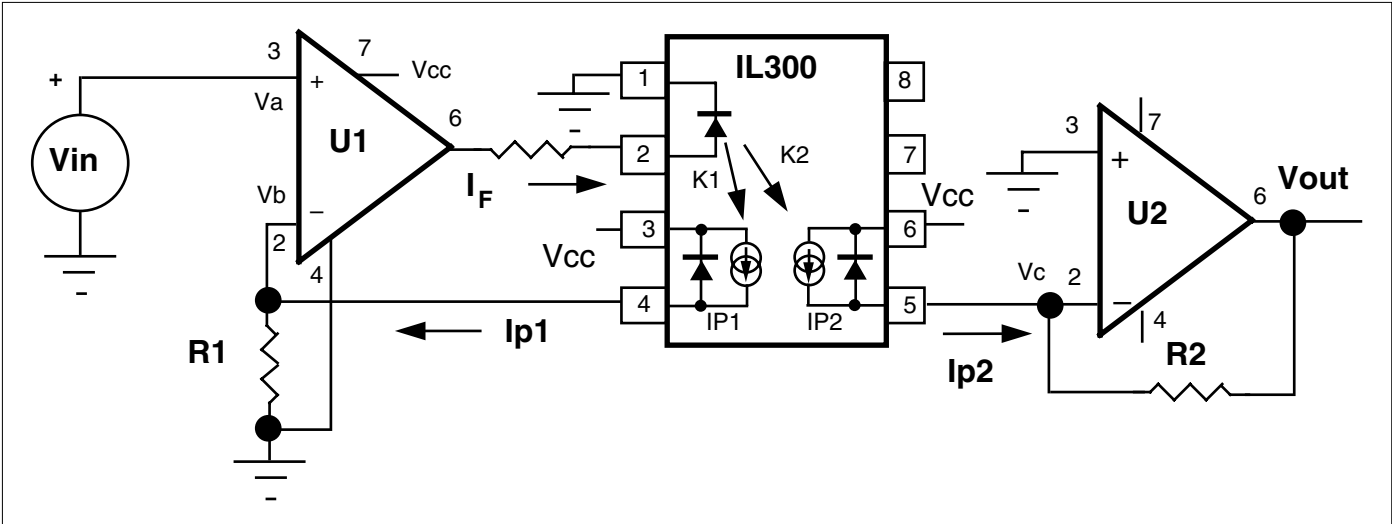 IL300
3
7
Vcc
+
Va
+
6
U1
Vin
Vb
–
2
4
I F
R1
Ip1
1
8
2
7
K1
K2
3
Vcc
6
Vcc
4
5
IP1
IP2
Ip2
3
7
+
U2
6
Vout
Vc
2
–
4
R2